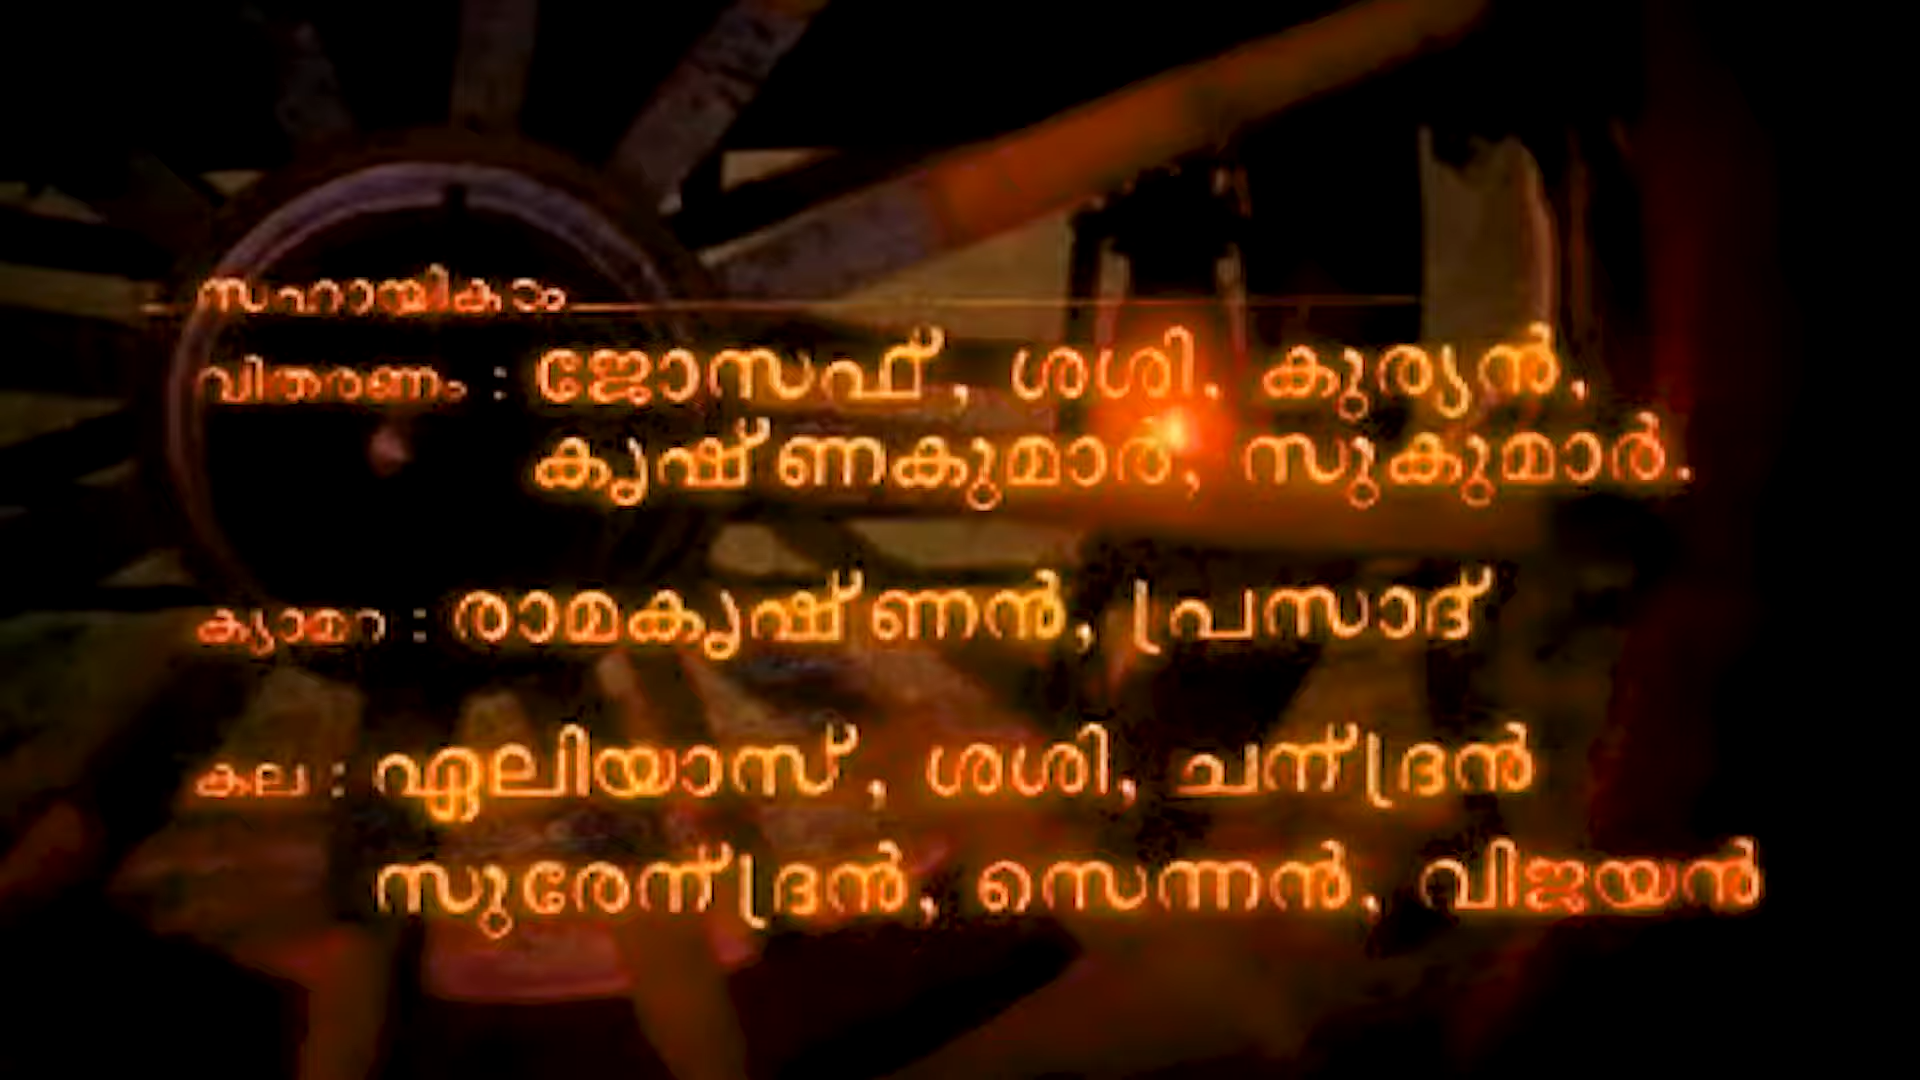 സഹായികൾ
വിതരണം : ജോസഫ്, ശശി, കുര്യൻ,
കൃഷ്ണകുമാർ, സുകുമാർ.
ക്യാമറ : രാമകൃഷ്ണൻ, പ്രസാദ്
കല : ഏലിയാസ്, ശശി, ചന്ദ്രൻ
സുരേന്ദ്രൻ, സെന്നൻ, വിജയൻ